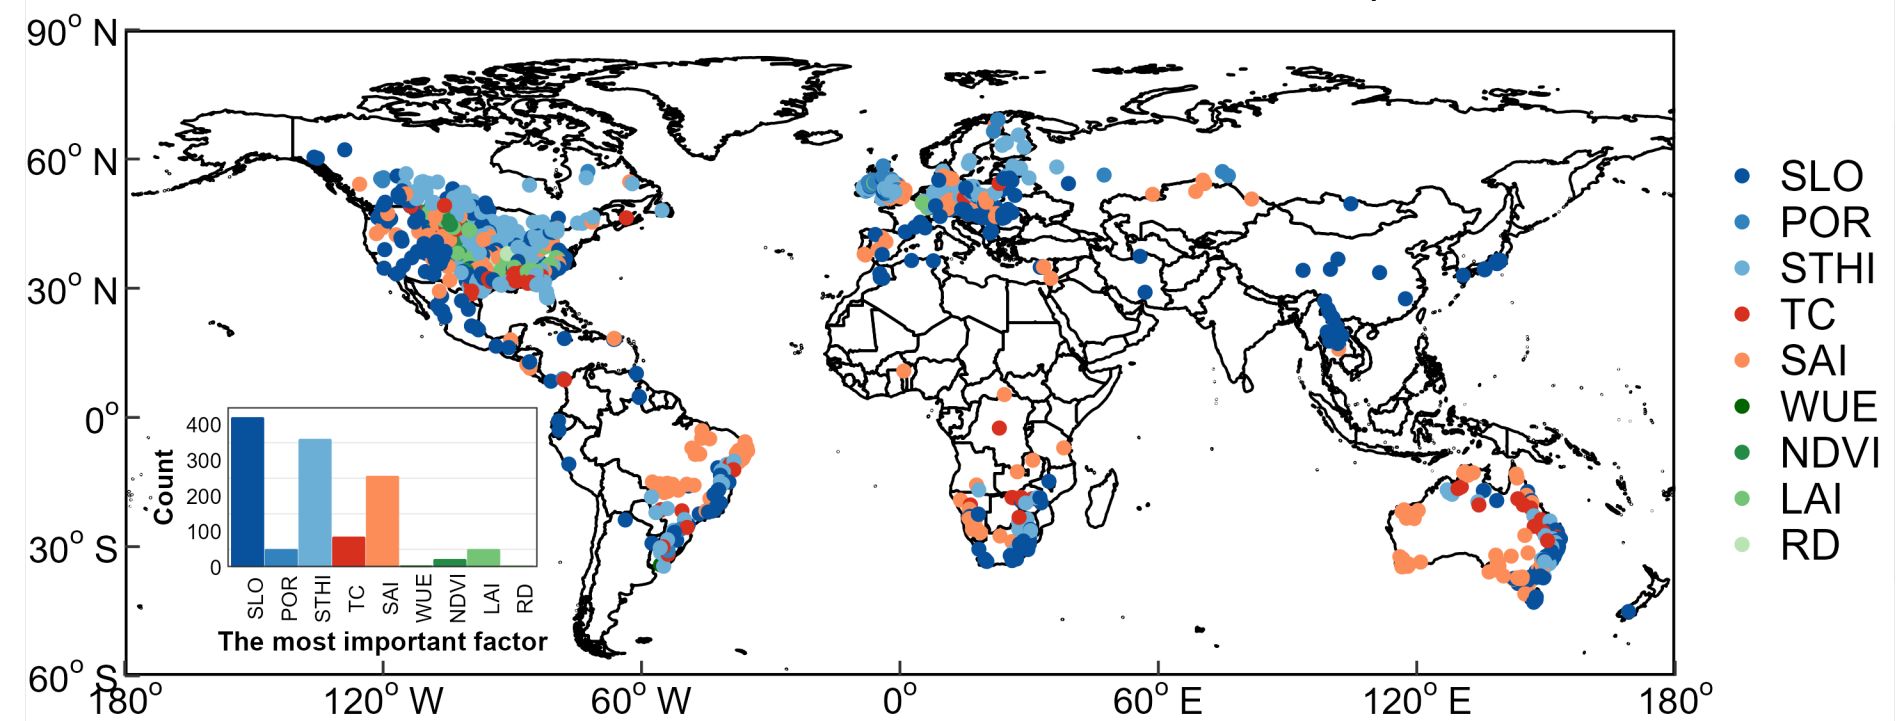 90° N
60° N
30° N
0°
30° S
60° S
180°
120° W
60° W
0°
60° E
120° E
180°
SLO
POR
STHI
TC
SAI
WUE
NDVI
LAI
RD
Count
400
300
200
100
0
SLO
POR
STHI
TC
SAI
WUE
NDVI
LAI
RD
The most important factor